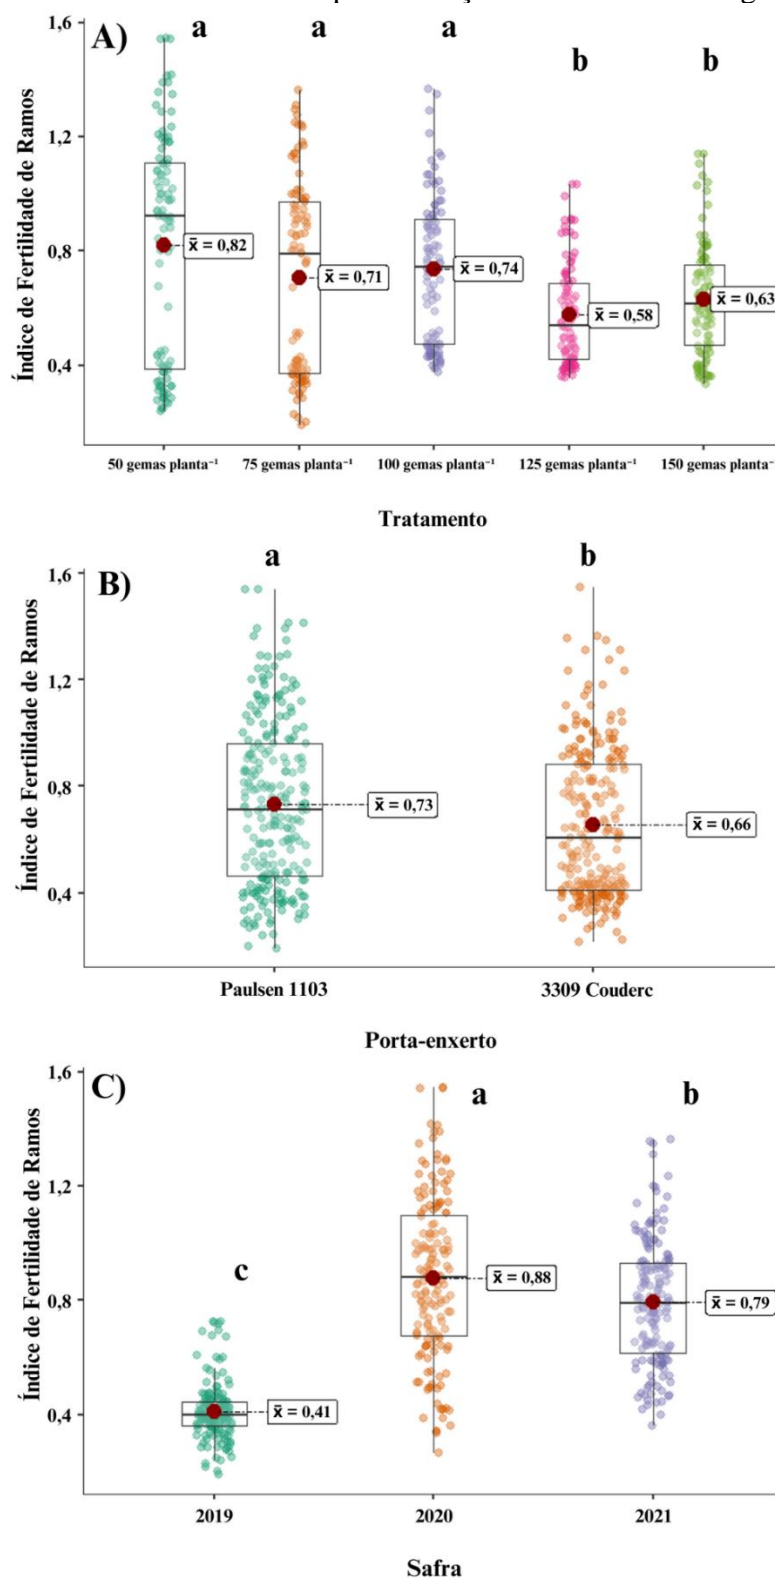 A)
a a a b b
Índice de Fertilidade de Ramos
1,6
1,2
0,8
0,4
x̄ = 0,82
x̄ = 0,71
x̄ = 0,74
x̄ = 0,58
x̄ = 0,63
50 gemas planta⁻¹ 75 gemas planta⁻¹ 100 gemas planta⁻¹ 125 gemas planta⁻¹ 150 gemas planta⁻
Tratamento
B)
a b
Índice de Fertilidade de Ramos
1,6
1,2
0,8
0,4
x̄ = 0,73
x̄ = 0,66
Paulsen 1103 3309 Couderc
Porta-enxerto
C)
a b
c
Índice de Fertilidade de Ramos
1,6
1,2
0,8
0,4
x̄ = 0,41
x̄ = 0,88
x̄ = 0,79
2019 2020 2021
Safra